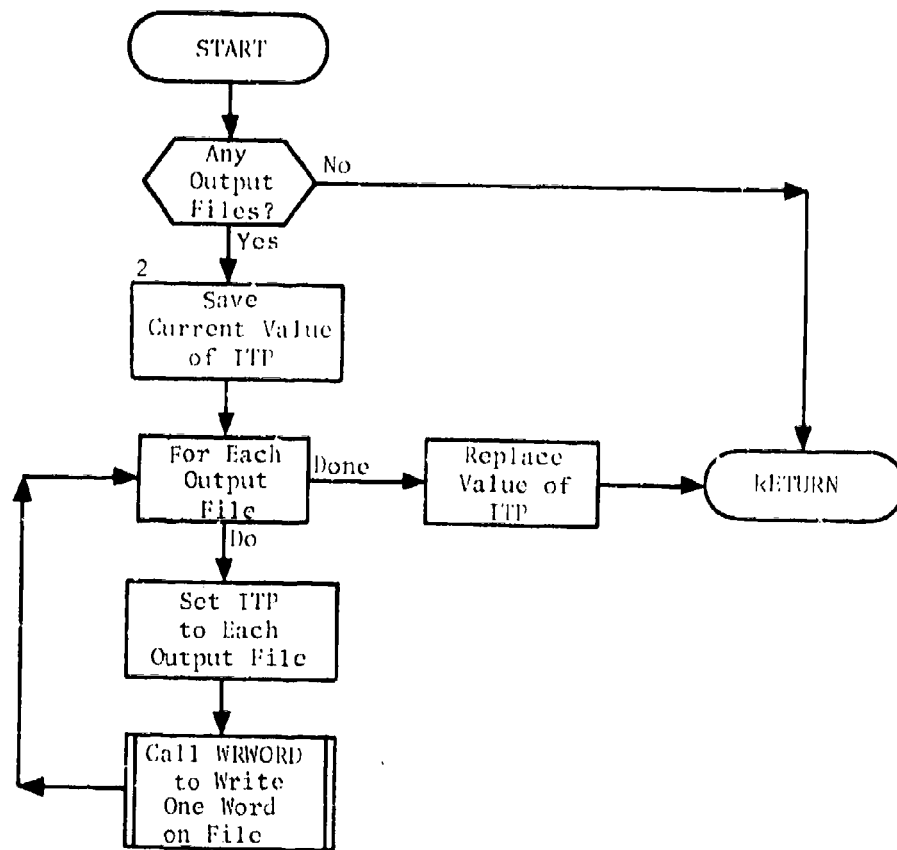 START
Any
Output
Files?
No
Yes
2
Save
Current Value
of ITP
For Each
Output
File
Done
Replace
Value of
ITP
RETURN
Do
Set ITP
to Each
Output File
Call WRWORD
to Write
One Word
on File